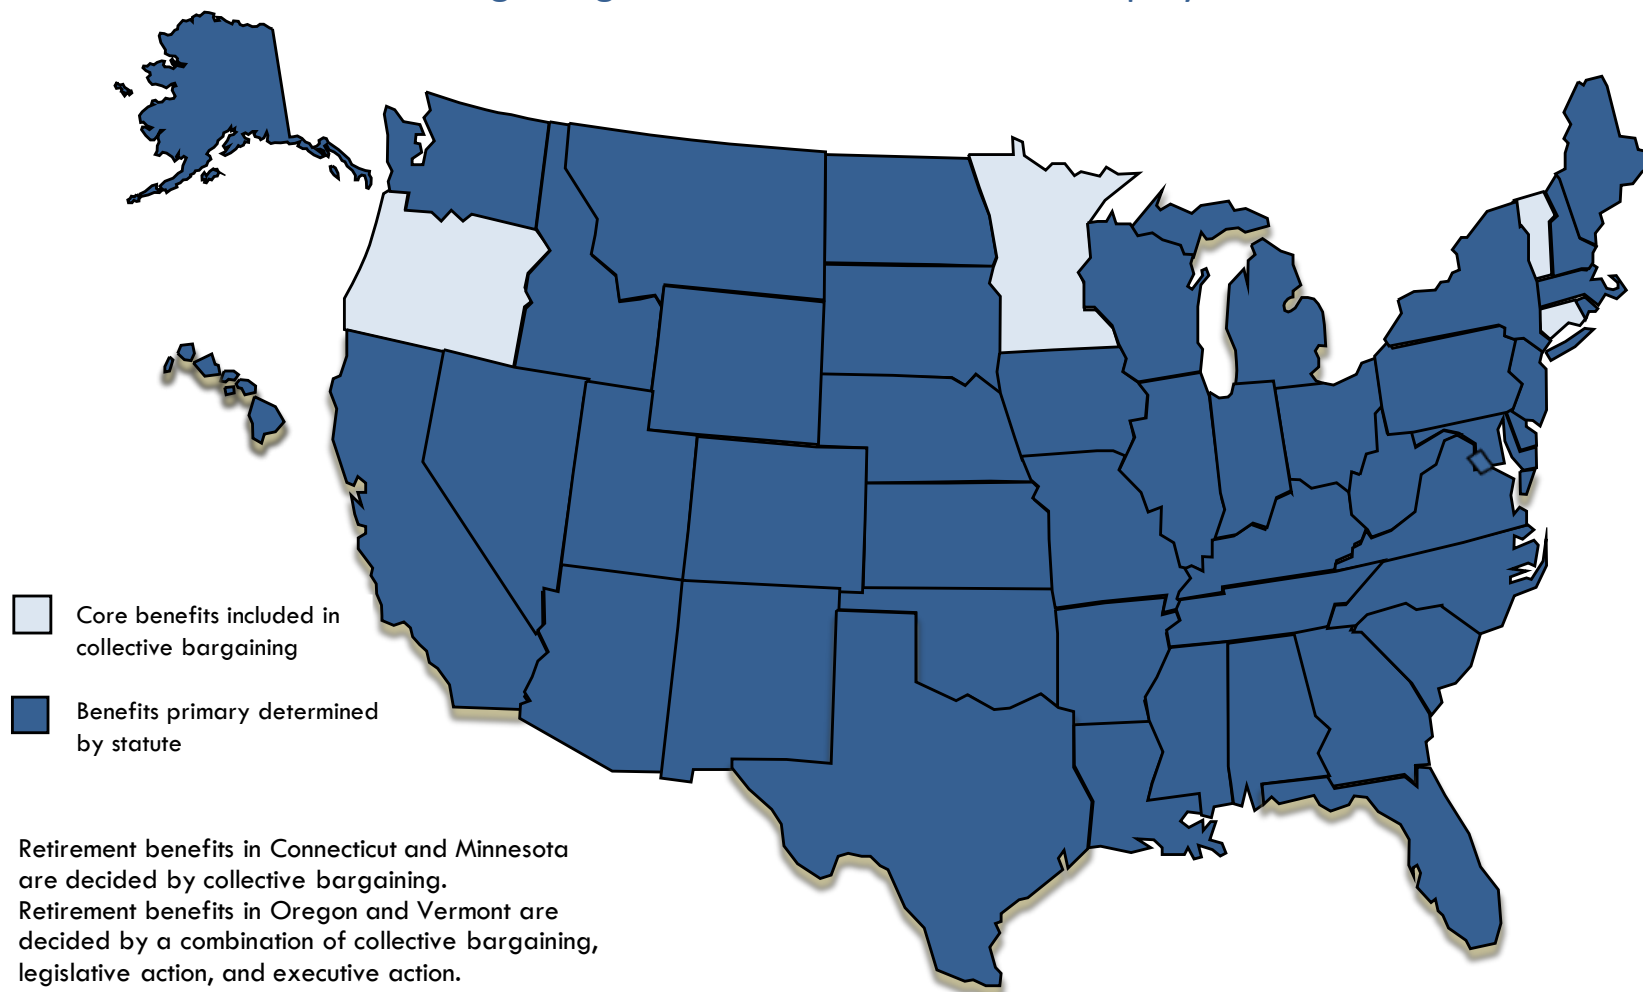 Core benefits included in
collective bargaining
Benefits primary determined
by statute
Retirement benefits in Connecticut and Minnesota
are decided by collective bargaining.
Retirement benefits in Oregon and Vermont are
decided by a combination of collective bargaining,
legislative action, and executive action.